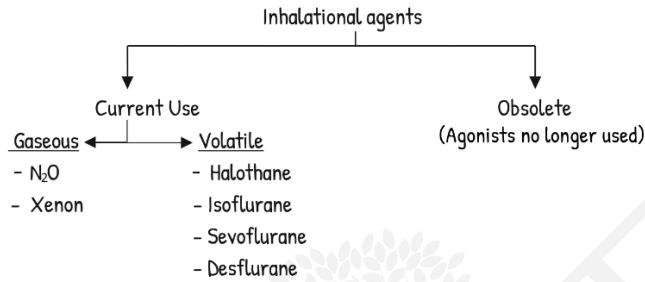 Inhalational agents
Current Use
Obsolete
(Agonists no longer used)
Gaseous
Volatile
- N₂O
- Halothane
- Xenon
- Isoflurane
- Sevoflurane
- Desflurane